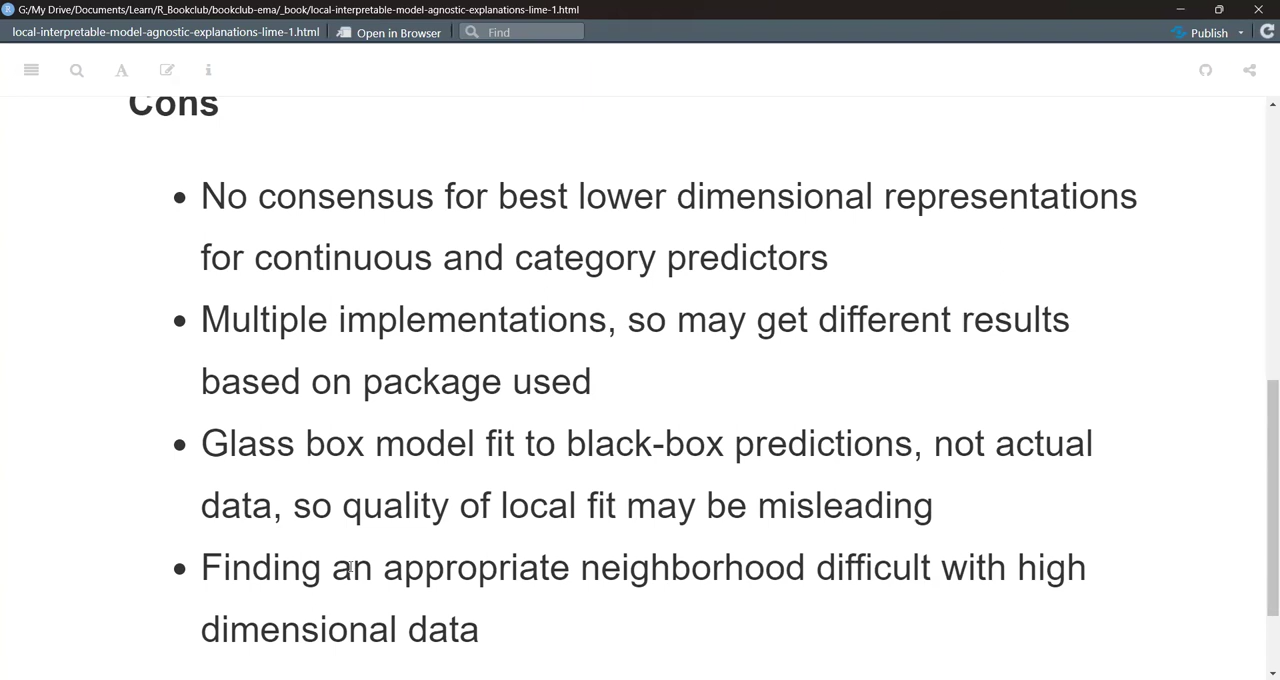 G:/My Drive/Documents/Learn/R_Bookclub/bookclub-ema/_book/local-interpretable-model-agnostic-explanations-lime-1.html
local-interpretable-model-agnostic-explanations-lime-1.html Open in Browser Find Publish
Cons
• No consensus for best lower dimensional representations
for continuous and category predictors
• Multiple implementations, so may get different results
based on package used
• Glass box model fit to black-box predictions, not actual
data, so quality of local fit may be misleading
• Finding an appropriate neighborhood difficult with high
dimensional data